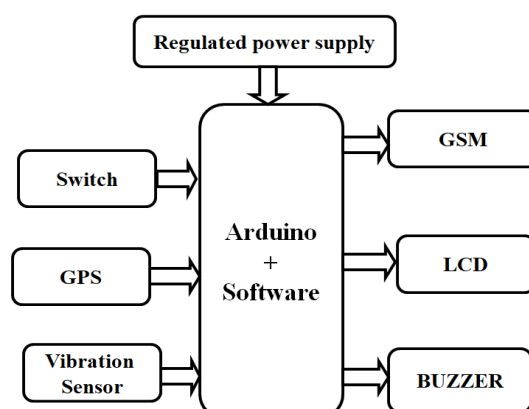 Regulated power supply
GSM
Switch
Arduino
+
Software
GPS
LCD
Vibration
Sensor
BUZZER